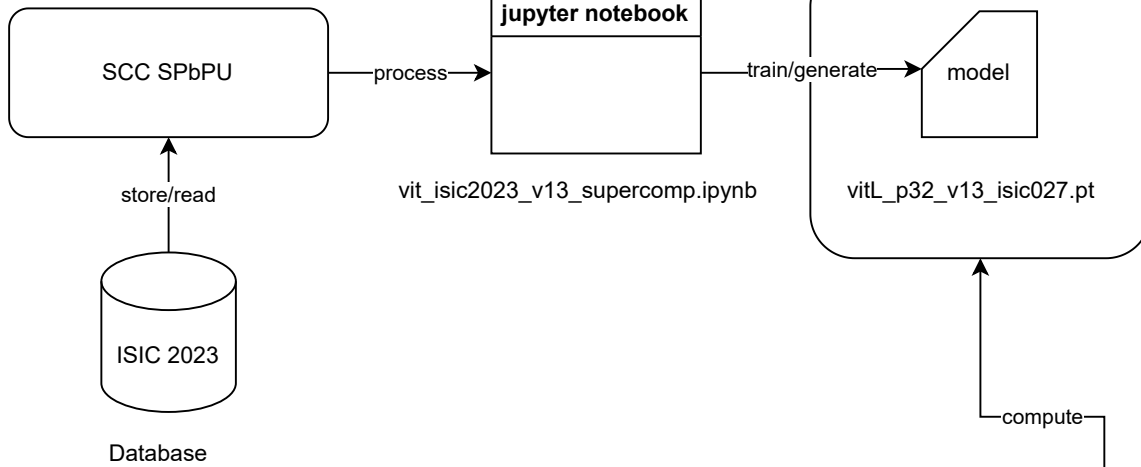 jupyter notebook
SCC SPbPU
process
train/generate
model
store/read
vit_isic2023_v13_supercomp.ipynb
vitL_p32_v13_isic027.pt
ISIC 2023
compute
Database